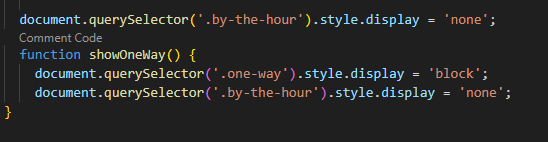 document.querySelector('.by-the-hour').style.display = 'none';
Comment Code
function showOneWay() {
document.querySelector('.one-way').style.display = 'block';
document.querySelector('.by-the-hour').style.display = 'none';
}